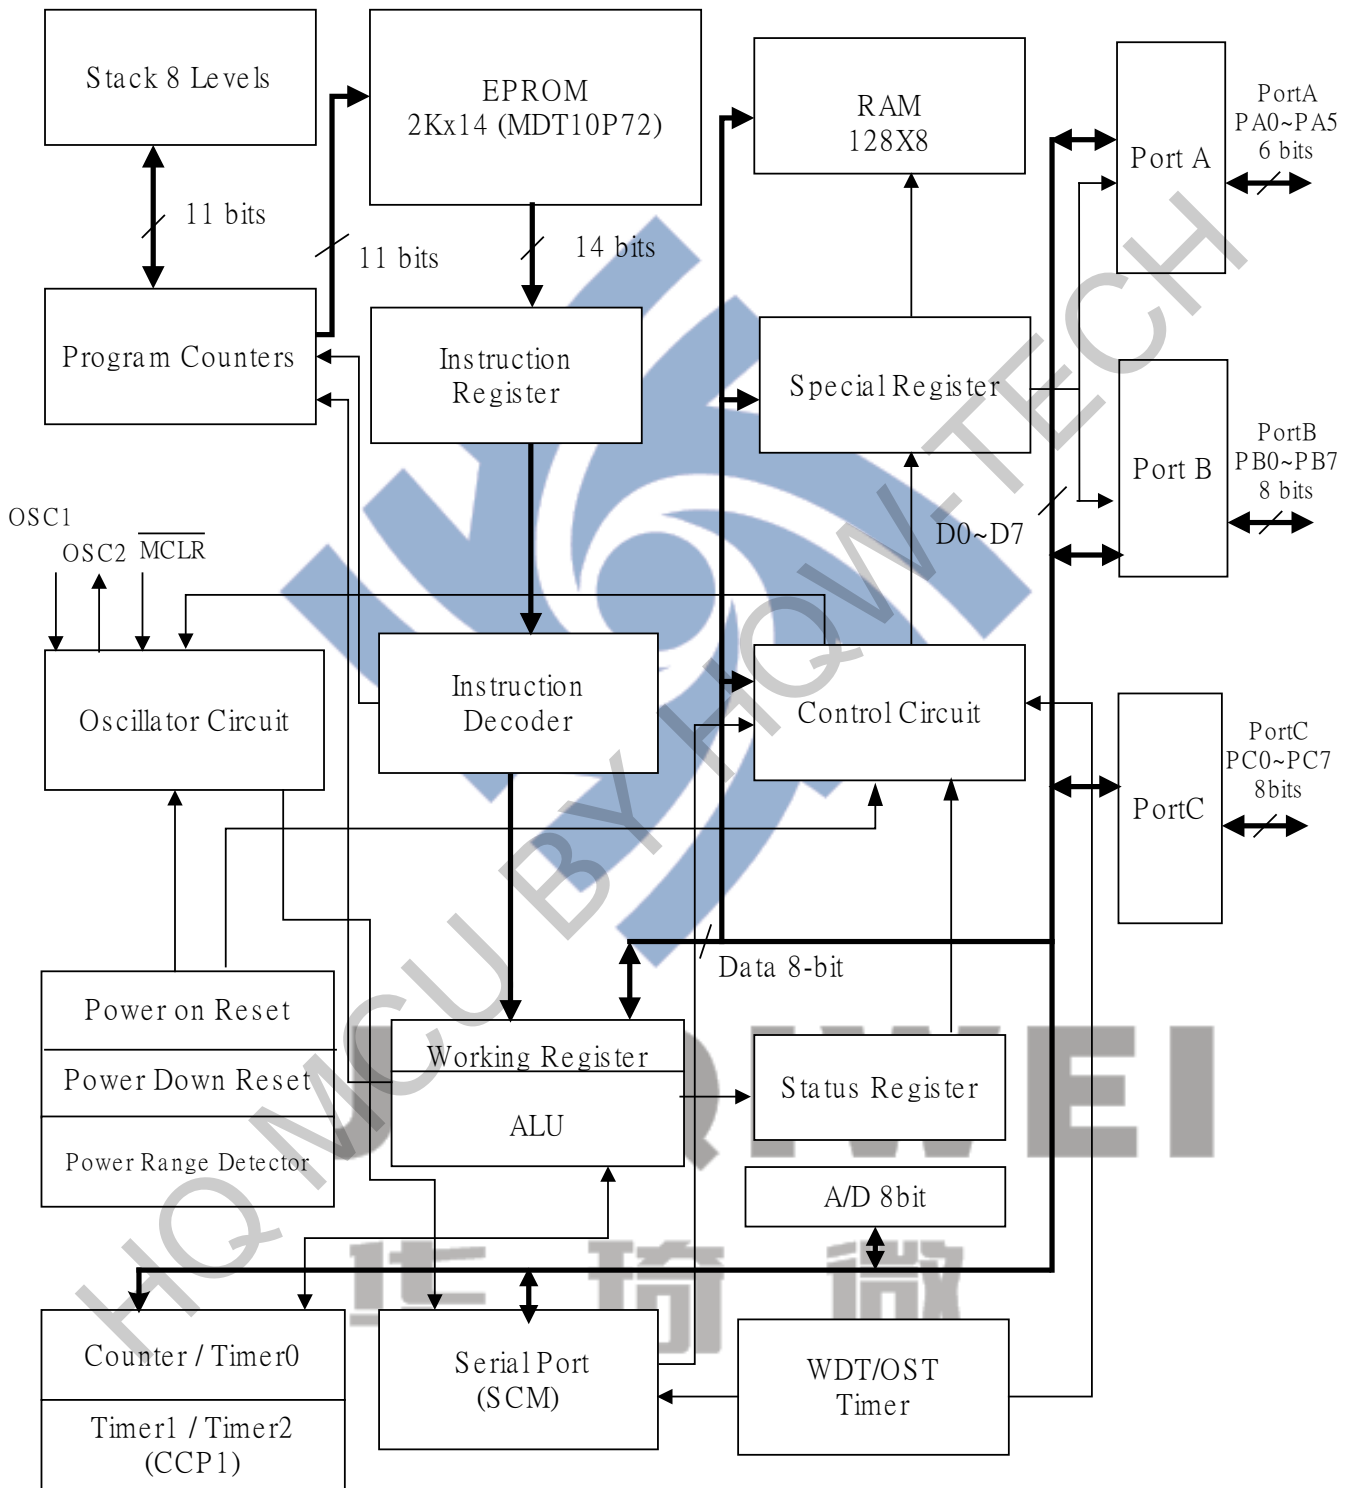 Stack 8 Levels
EPROM
2Kx14 (MDT10P72)
RAM
128X8
Port A
PortA
PA0~PA5
6 bits
11 bits
11 bits
14 bits
Program Counters
Instruction
Register
Special Register
Port B
PortB
PB0~PB7
8 bits
D0~D7
OSC1
OSC2
MCLR
Oscillator Circuit
Instruction
Decoder
Control Circuit
PortC
PortC
PC0~PC7
8bits
Data 8-bit
Power on Reset
Power Down Reset
Power Range Detector
Working Register
ALU
Status Register
A/D 8bit
Counter / Timer0
Timer1 / Timer2
(CCP1)
Serial Port
(SCM)
WDT/OST
Timer
HQ MCU BY HQW-TECH
华琦微